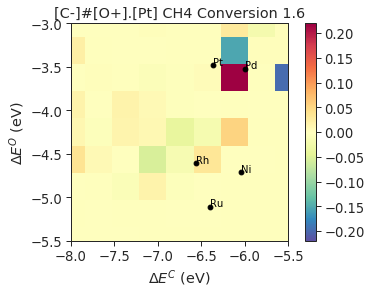 [C-]#[O+].[Pt] CH4 Conversion 1.6
−3.0
−3.5
−4.0
−4.5
−5.0
−5.5
ΔE^O (eV)
Pt
Pd
Rh
Ni
Ru
−8.0 −7.5 −7.0 −6.5 −6.0 −5.5
ΔE^C (eV)
0.20
0.15
0.10
0.05
0.00
−0.05
−0.10
−0.15
−0.20